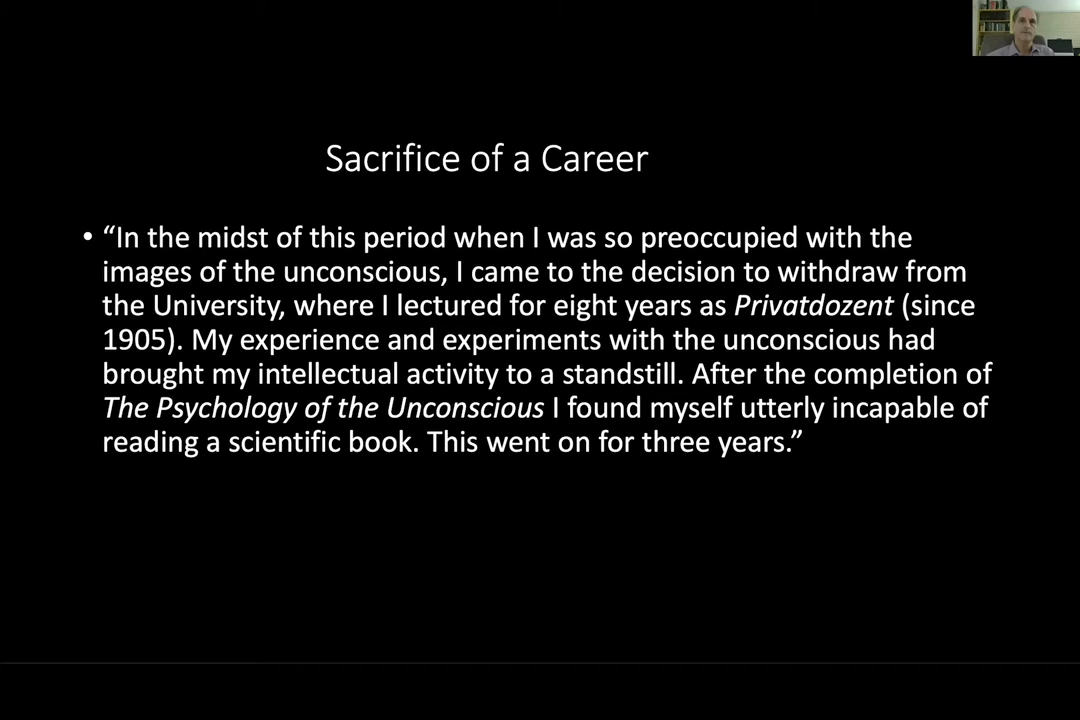 Sacrifice of a Career
• “In the midst of this period when I was so preoccupied with the
images of the unconscious, I came to the decision to withdraw from
the University, where I lectured for eight years as Privatdozent (since
1905). My experience and experiments with the unconscious had
brought my intellectual activity to a standstill. After the completion of
The Psychology of the Unconscious I found myself utterly incapable of
reading a scientific book. This went on for three years.”